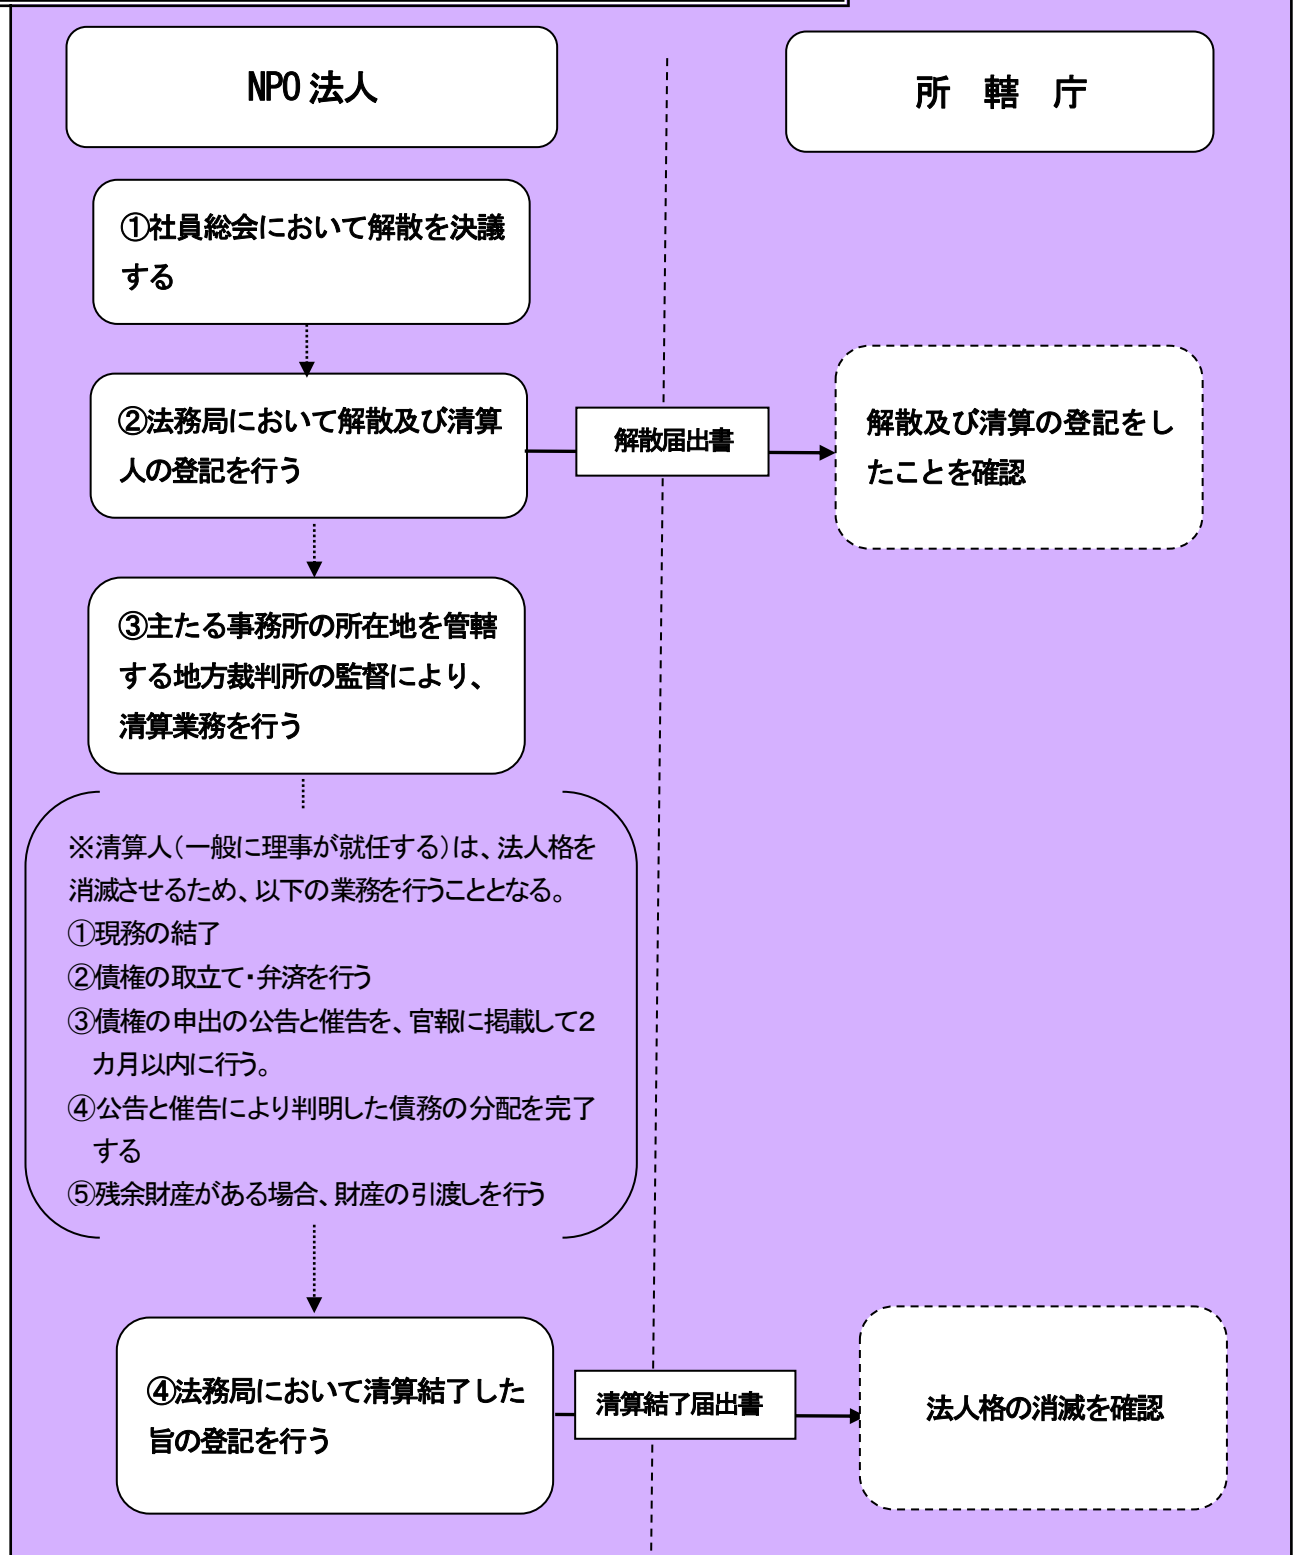 NPO 法人
所　轄　庁
①社員総会において解散を決議
する
②法務局において解散及び清算
人の登記を行う
解散届出書
解散及び清算の登記をし
たことを確認
③主たる事務所の所在地を管轄
する地方裁判所の監督により、
清算業務を行う
※清算人（一般に理事が就任する）は、法人格を
消滅させるため、以下の業務を行うこととなる。
①現務の結了
②債権の取立て・弁済を行う
③債権の申出の公告と催告を、官報に掲載して２
カ月以内に行う。
④公告と催告により判明した債務の分配を完了
する
⑤残余財産がある場合、財産の引渡しを行う
④法務局において清算結了した
旨の登記を行う
清算結了届出書
法人格の消滅を確認